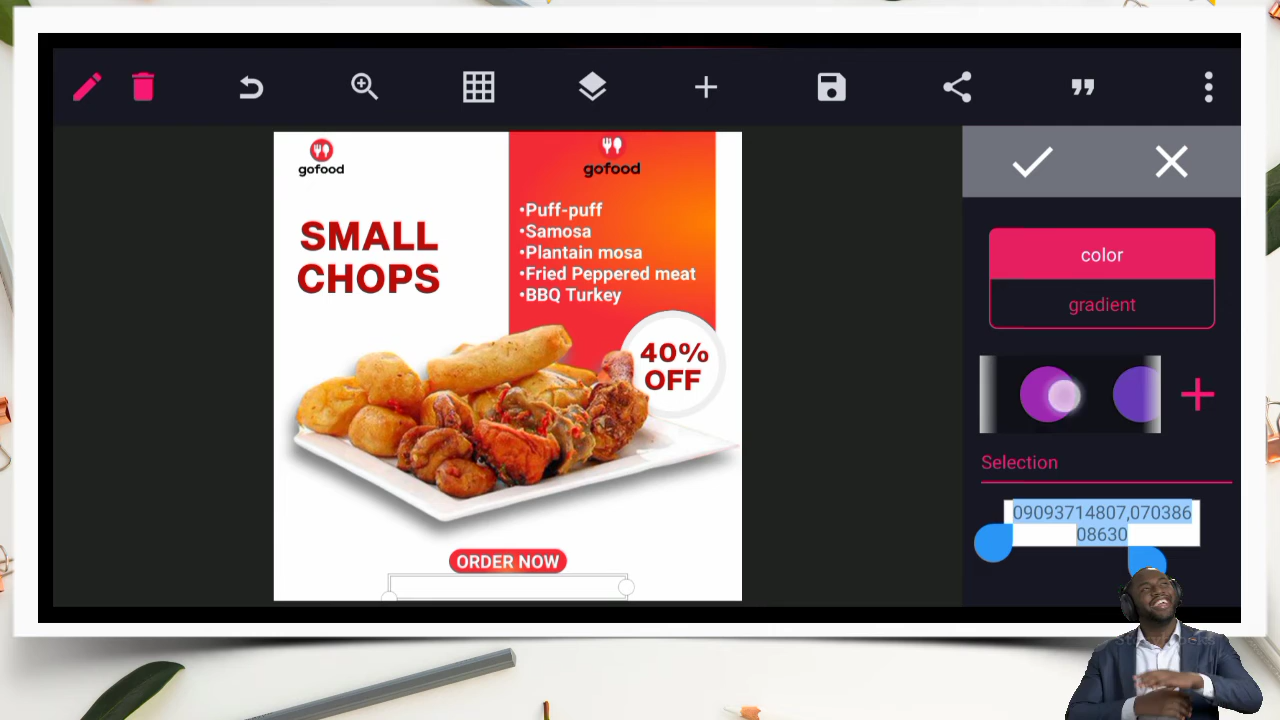 gofood
gofood
SMALL
CHOPS
•Puff-puff
•Samosa
•Plantain mosa
•Fried Peppered meat
•BBQ Turkey
40%
OFF
ORDER NOW
color
gradient
Selection
09093714807,070386
08630